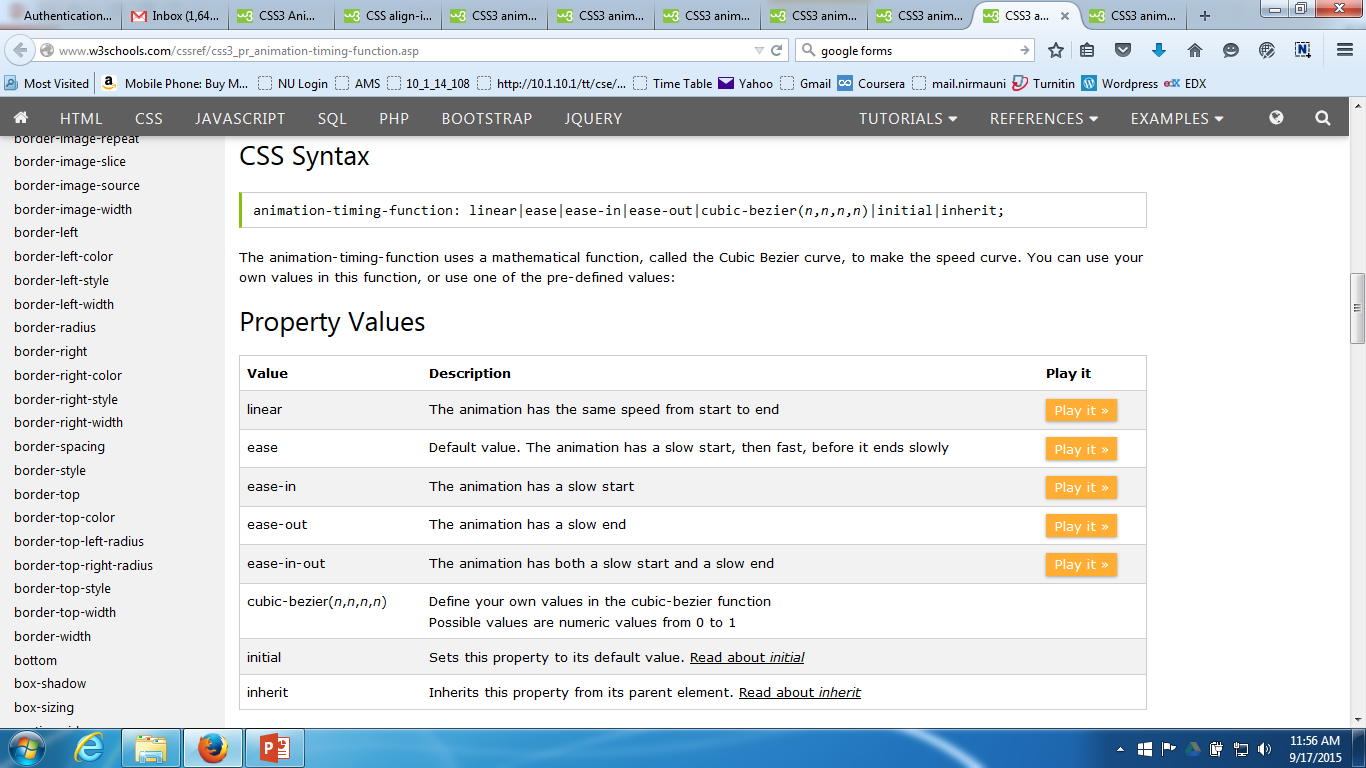 Authentication...
Inbox (1,64...
CSS3 Ani...
CSS align-i...
CSS3 anim...
CSS3 anim...
CSS3 anim...
CSS3 anim...
CSS3 anim...
CSS3 a...
CSS3 anim...
www.w3schools.com/cssref/css3_pr_animation-timing-function.asp
google forms
Most Visited
Mobile Phone: Buy M...
NU Login
AMS
10_1_14_108
http://10.1.10.1/tt/cse/...
Time Table
Yahoo
Gmail
Coursera
mail.nirmauni
Turnitin
Wordpress
edX EDX
HTML CSS JAVASCRIPT SQL PHP BOOTSTRAP JQUERY TUTORIALS REFERENCES EXAMPLES
border-image-repeat
border-image-slice
border-image-source
border-image-width
border-left
border-left-color
border-left-style
border-left-width
border-radius
border-right
border-right-color
border-right-style
border-right-width
border-spacing
border-style
border-top
border-top-color
border-top-left-radius
border-top-right-radius
border-top-style
border-top-width
border-width
bottom
box-shadow
box-sizing
CSS Syntax
animation-timing-function: linear|ease|ease-in|ease-out|cubic-bezier(n,n,n,n)|initial|inherit;
The animation-timing-function uses a mathematical function, called the Cubic Bezier curve, to make the speed curve. You can use your
own values in this function, or use one of the pre-defined values:
Property Values
Value Description Play it
linear The animation has the same speed from start to end Play it »
ease Default value. The animation has a slow start, then fast, before it ends slowly Play it »
ease-in The animation has a slow start Play it »
ease-out The animation has a slow end Play it »
ease-in-out The animation has both a slow start and a slow end Play it »
cubic-bezier(n,n,n,n) Define your own values in the cubic-bezier function
Possible values are numeric values from 0 to 1
initial Sets this property to its default value. Read about initial
inherit Inherits this property from its parent element. Read about inherit
11:56 AM
9/17/2015